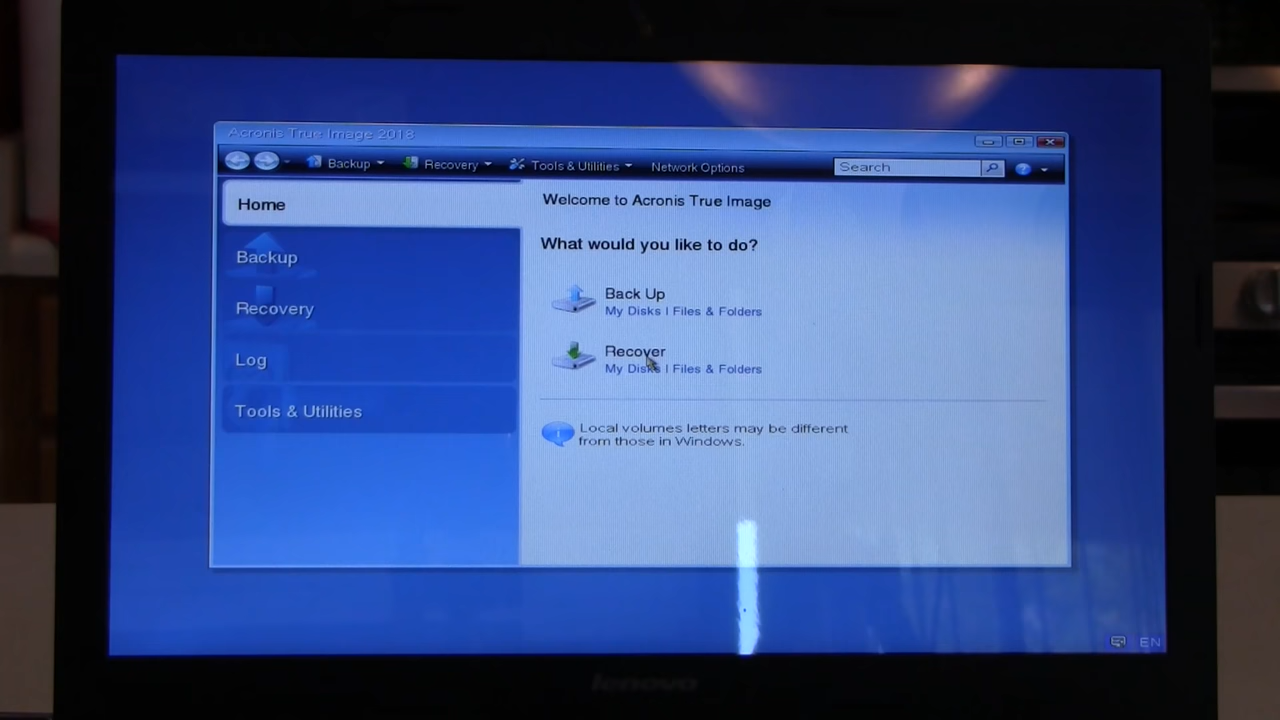 Acronis True Image 2018
Backup Recovery Tools & Utilities Network Options Search
Home
Backup
Recovery
Log
Tools & Utilities
Welcome to Acronis True Image
What would you like to do?
Back Up
My Disks | Files & Folders
Recover
My Disks | Files & Folders
Local volumes letters may be different
from those in Windows.
EN
lenovo